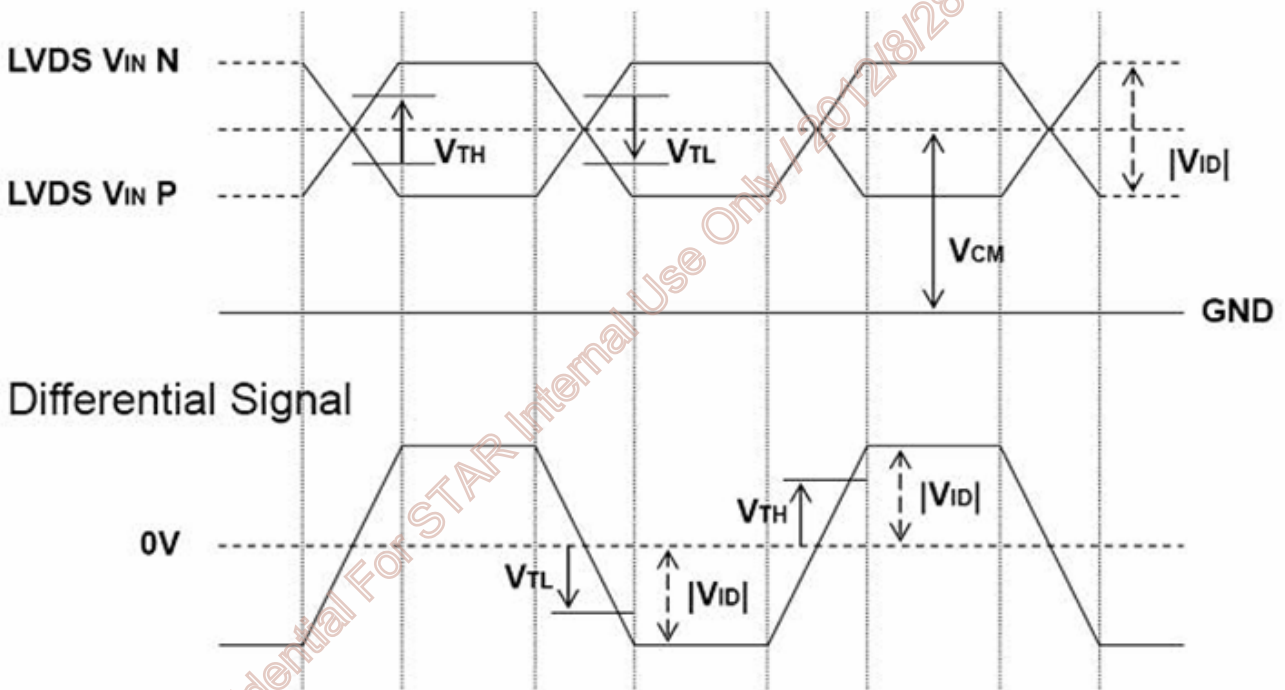 LVDS VIN N
VTH
VTL
|VID|
LVDS VIN P
VCM
GND
Differential Signal
0V
VTL
|VID|
VTH
|VID|
dential For STAR Internal Use Only / 2012/8/28